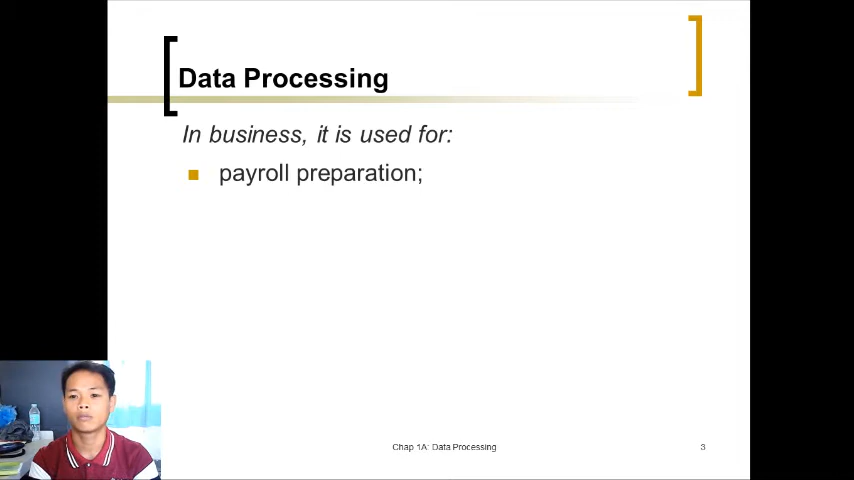 Data Processing
In business, it is used for:
payroll preparation;
Chap 1A: Data Processing
3